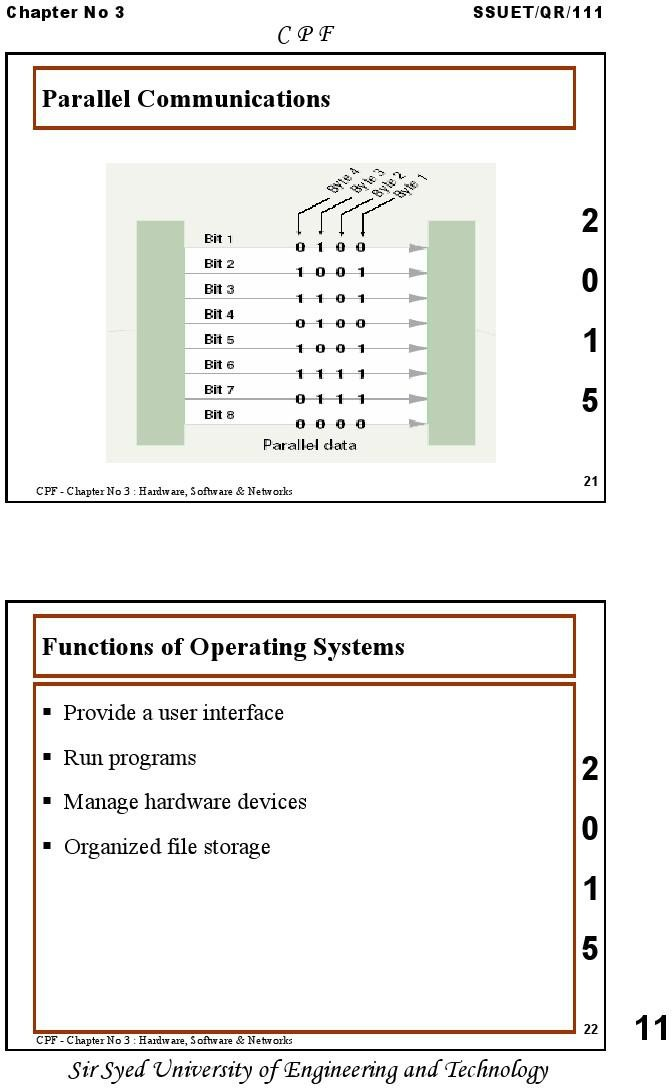 Chapter No 3 SSUET/QR/111
CPF
Parallel Communications
Byte 4 Byte 3 Byte 2 Byte 1
Bit 1 0 1 0 0
Bit 2 1 0 0 1
Bit 3 1 1 0 1
Bit 4 0 1 0 0
Bit 5 1 0 0 1
Bit 6 1 1 1 1
Bit 7 0 1 1 1
Bit 8 0 0 0 0
Parallel data
2
0
1
5
21
CPF - Chapter No 3 : Hardware, Software & Networks
Functions of Operating Systems
▪ Provide a user interface
▪ Run programs
▪ Manage hardware devices
▪ Organized file storage
2
0
1
5
22
CPF - Chapter No 3 : Hardware, Software & Networks
11
Sir Syed University of Engineering and Technology